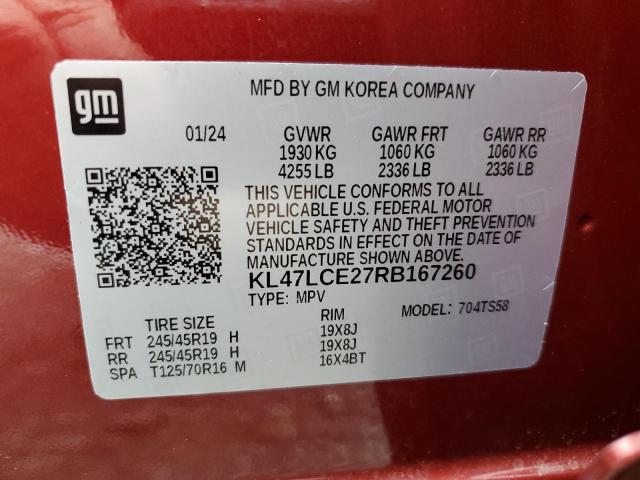 gm
MFD BY GM KOREA COMPANY
01/24 GVWR GAWR FRT GAWR RR
1930 KG 1060 KG 1060 KG
4255 LB 2336 LB 2336 LB
THIS VEHICLE CONFORMS TO ALL
APPLICABLE U.S. FEDERAL MOTOR
VEHICLE SAFETY AND THEFT PREVENTION
STANDARDS IN EFFECT ON THE DATE OF
MANUFACTURE SHOWN ABOVE.
KL47LCE27RB167260
TYPE: MPV MODEL: 704TS58
TIRE SIZE RIM
FRT 245/45R19 H 19X8J
RR 245/45R19 H 19X8J
SPA T125/70R16 M 16X4BT